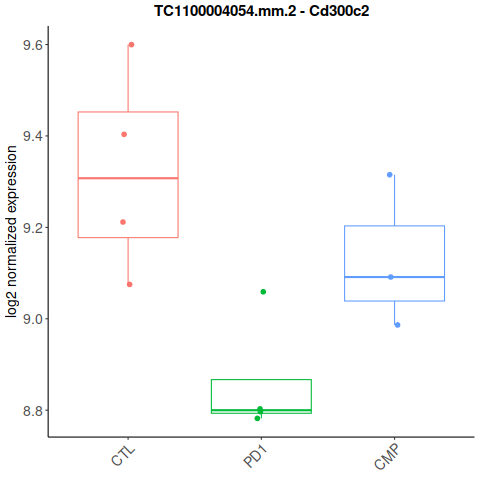 TC1100004054.mm.2 - Cd300c2
log2 normalized expression
9.6
9.4
9.2
9.0
8.8
CTL
PD1
CMP